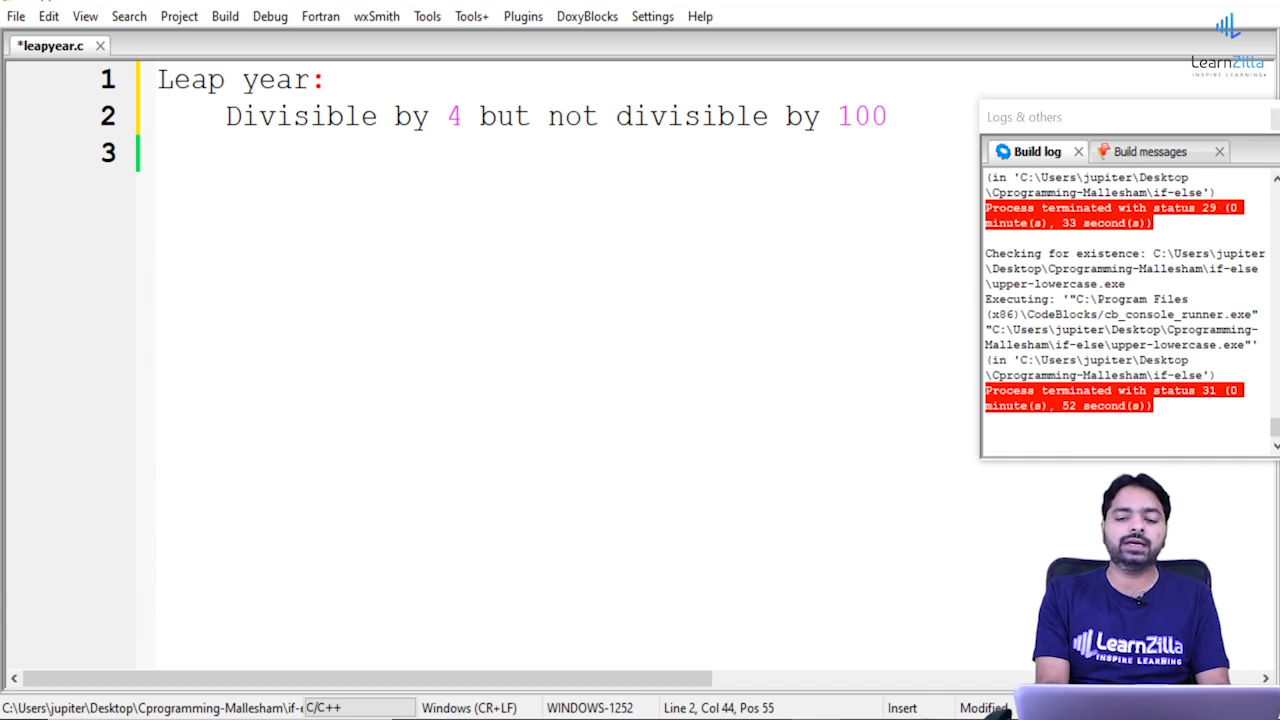 File Edit View Search Project Build Debug Fortran wxSmith Tools Tools+ Plugins DoxyBlocks Settings Help
*leapyear.c
LearnZilla
INSPIRE LEARNING
1 Leap year:
2 Divisible by 4 but not divisible by 100
3
Logs & others
Build log Build messages
(in 'C:\Users\jupiter\Desktop
\Cprogramming-Mallesham\if-else')
Process terminated with status 29 (0
minute(s), 33 second(s))
Checking for existence: C:\Users\jupiter
\Desktop\Cprogramming-Mallesham\if-else
\upper-lowercase.exe
Executing: '"C:\Program Files
(x86)\CodeBlocks/cb_console_runner.exe"
"C:\Users\jupiter\Desktop\Cprogramming-
Mallesham\if-else\upper-lowercase.exe"'
(in 'C:\Users\jupiter\Desktop
\Cprogramming-Mallesham\if-else')
Process terminated with status 31 (0
minute(s), 52 second(s))
LearnZilla
INSPIRE LEARNING
C:\Users\jupiter\Desktop\Cprogramming-Mallesham\if-e C/C++ Windows (CR+LF) WINDOWS-1252 Line 2, Col 44, Pos 55 Insert Modified